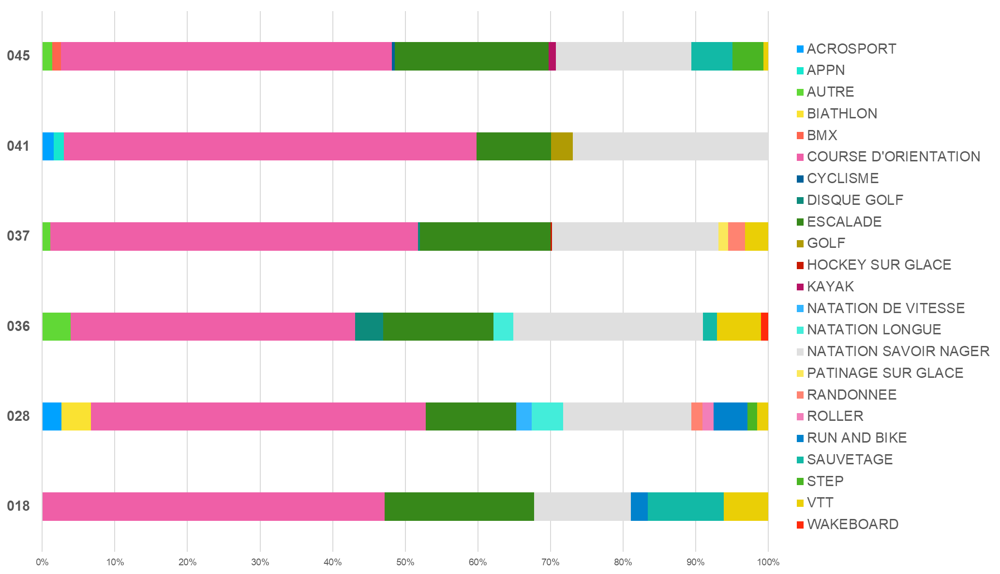 045
041
037
036
028
018
0%
10%
20%
30%
40%
50%
60%
70%
80%
90%
100%
ACROSPORT
APPN
AUTRE
BIATHLON
BMX
COURSE D'ORIENTATION
CYCLISME
DISQUE GOLF
ESCALADE
GOLF
HOCKEY SUR GLACE
KAYAK
NATATION DE VITESSE
NATATION LONGUE
NATATION SAVOIR NAGER
PATINAGE SUR GLACE
RANDONNEE
ROLLER
RUN AND BIKE
SAUVETAGE
STEP
VTT
WAKEBOARD